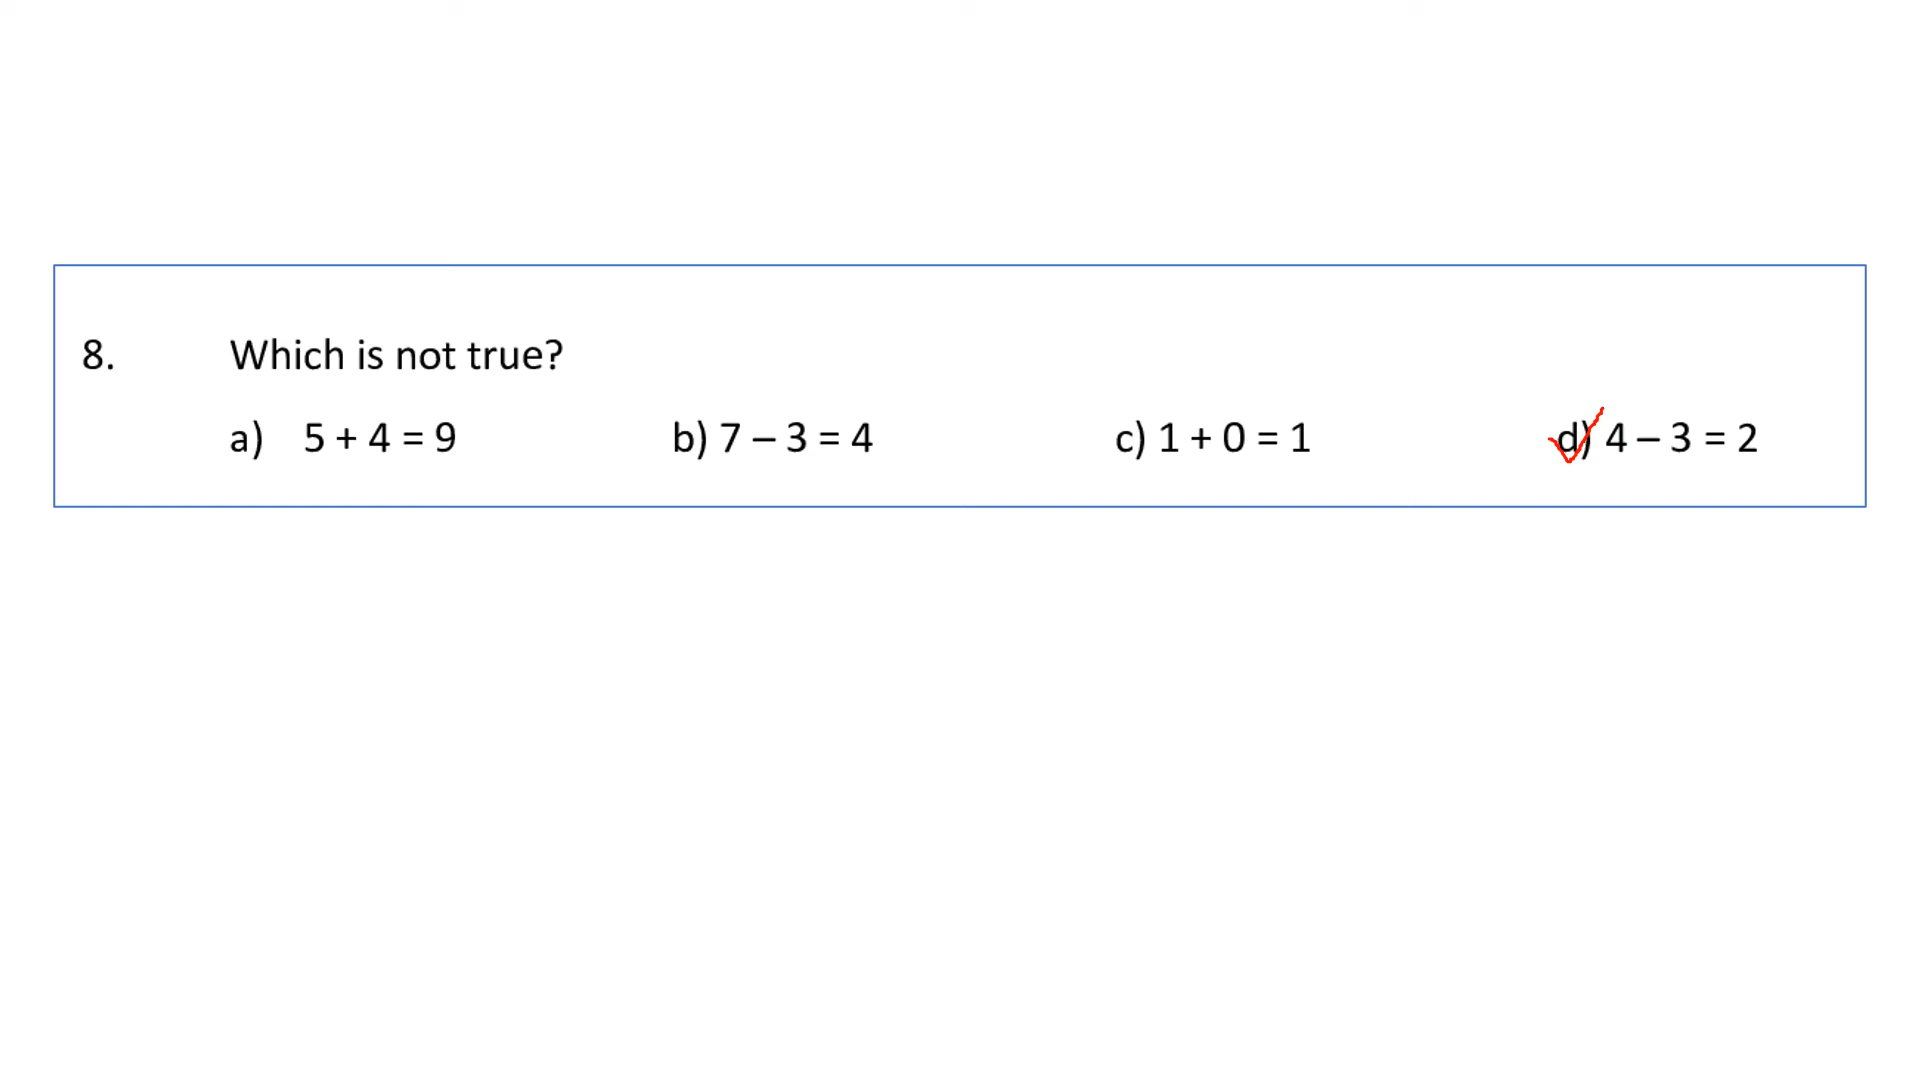 8. Which is not true?
a) 5 + 4 = 9 b) 7 – 3 = 4 c) 1 + 0 = 1 d) 4 – 3 = 2